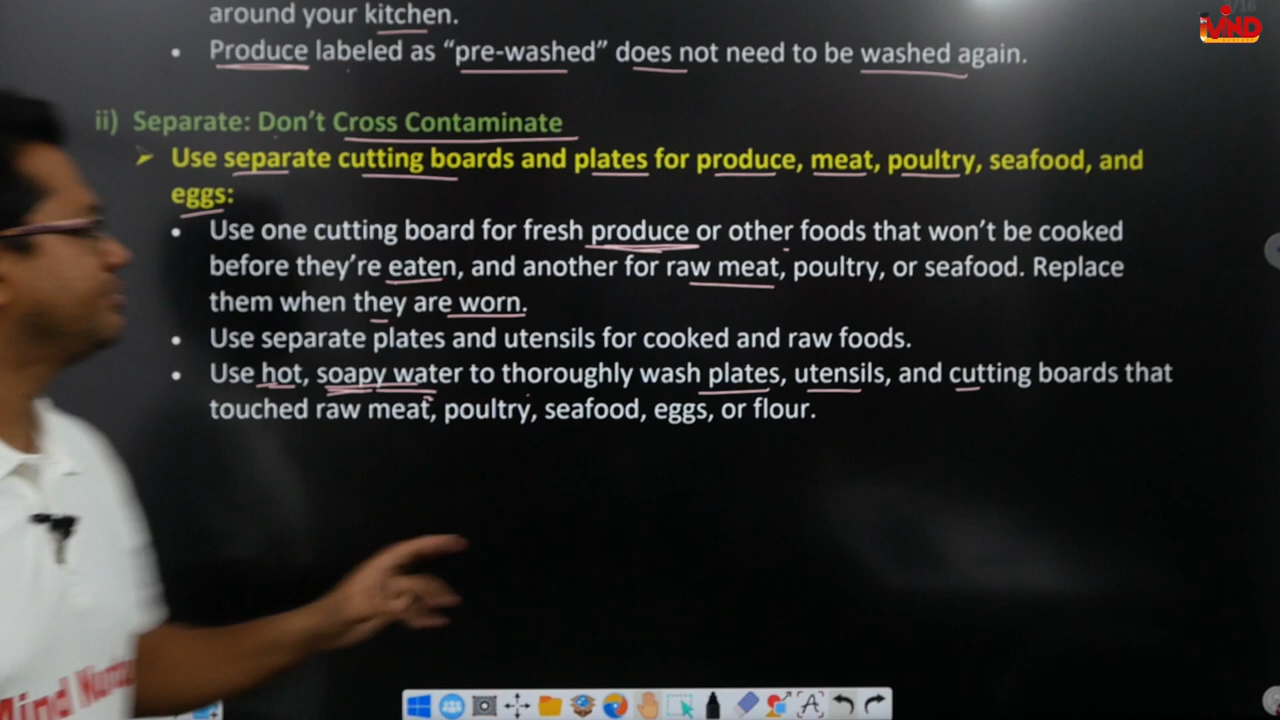 around your kitchen.
• Produce labeled as “pre-washed” does not need to be washed again.
ii) Separate: Don’t Cross Contaminate
➤ Use separate cutting boards and plates for produce, meat, poultry, seafood, and
eggs:
• Use one cutting board for fresh produce or other foods that won’t be cooked
before they’re eaten, and another for raw meat, poultry, or seafood. Replace
them when they are worn.
• Use separate plates and utensils for cooked and raw foods.
• Use hot, soapy water to thoroughly wash plates, utensils, and cutting boards that
touched raw meat, poultry, seafood, eggs, or flour.